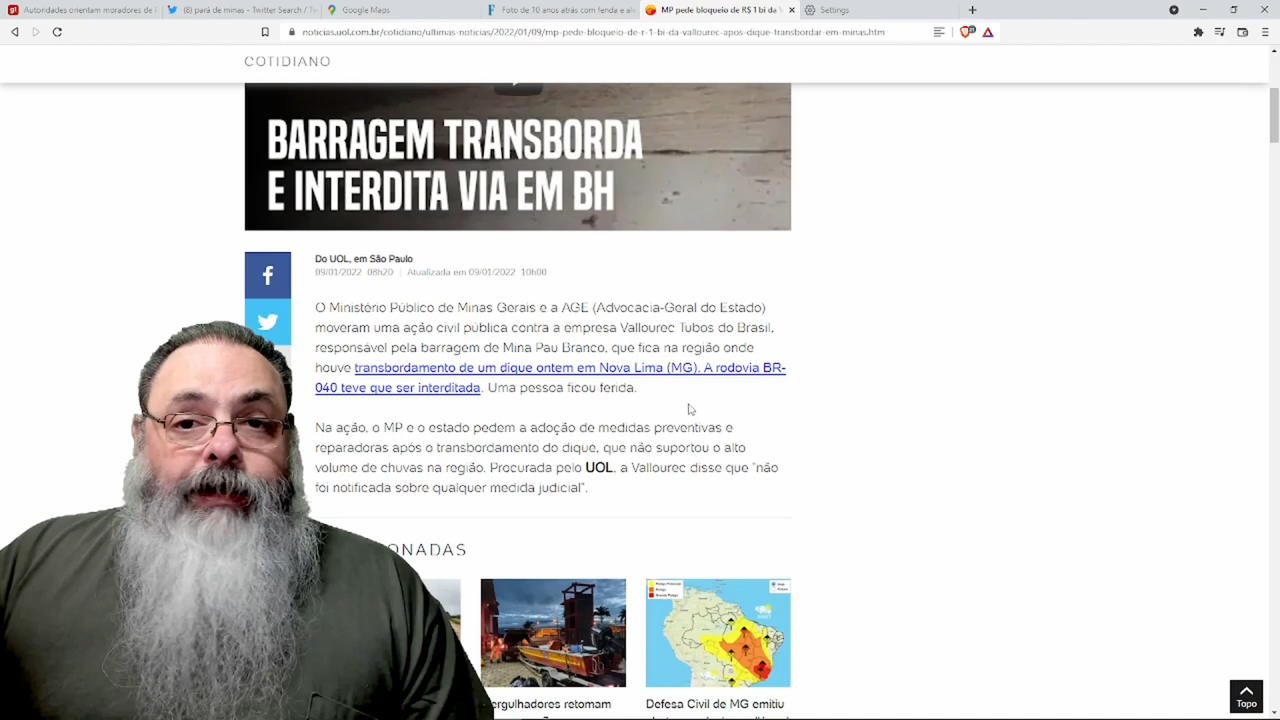 Autoridades orientam moradores de
(8) pará de minas - Twitter Search / Tw
Google Maps
Foto de 10 anos atrás com fenda e al
MP pede bloqueio de R$ 1 bi da V
Settings
noticias.uol.com.br/cotidiano/ultimas-noticias/2022/01/09/mp-pede-bloqueio-de-r-1-bi-da-vallourec-apos-dique-transbordar-em-minas.htm
COTIDIANO
BARRAGEM TRANSBORDA
E INTERDITA VIA EM BH
Do UOL, em São Paulo
09/01/2022 08h20 | Atualizada em 09/01/2022 10h00
O Ministério Público de Minas Gerais e a AGE (Advocacia-Geral do Estado)
moveram uma ação civil pública contra a empresa Vallourec Tubos do Brasil,
responsável pela barragem de Mina Pau Branco, que fica na região onde
houve transbordamento de um dique ontem em Nova Lima (MG). A rodovia BR-
040 teve que ser interditada. Uma pessoa ficou ferida.
Na ação, o MP e o estado pedem a adoção de medidas preventivas e
reparadoras após o transbordamento do dique, que não suportou o alto
volume de chuvas na região. Procurada pelo UOL, a Vallourec disse que "não
foi notificada sobre qualquer medida judicial".
ONADAS
ergulhadores retomam
Defesa Civil de MG emitiu
Topo